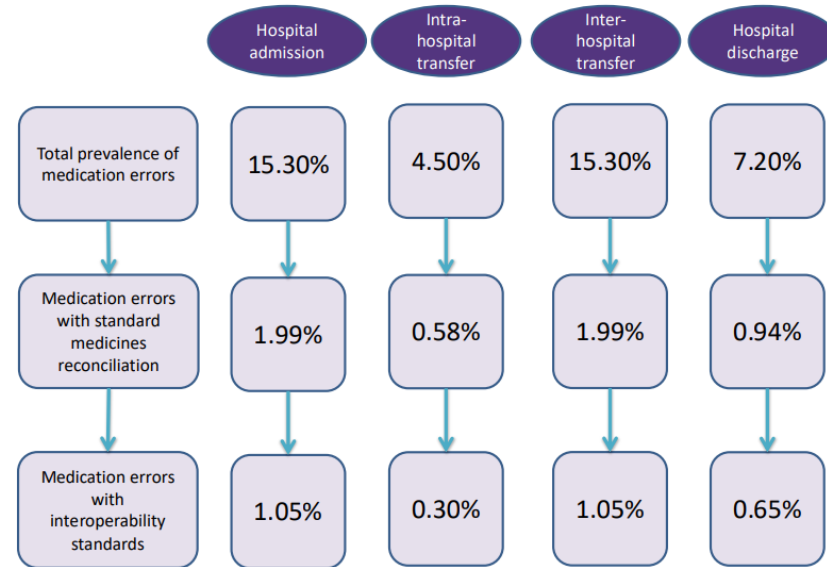 Hospital
admission
Intra-
hospital
transfer
Inter-
hospital
transfer
Hospital
discharge
Total prevalence of
medication errors
15.30%
4.50%
15.30%
7.20%
Medication errors
with standard
medicines
reconciliation
1.99%
0.58%
1.99%
0.94%
Medication errors
with
interoperability
standards
1.05%
0.30%
1.05%
0.65%